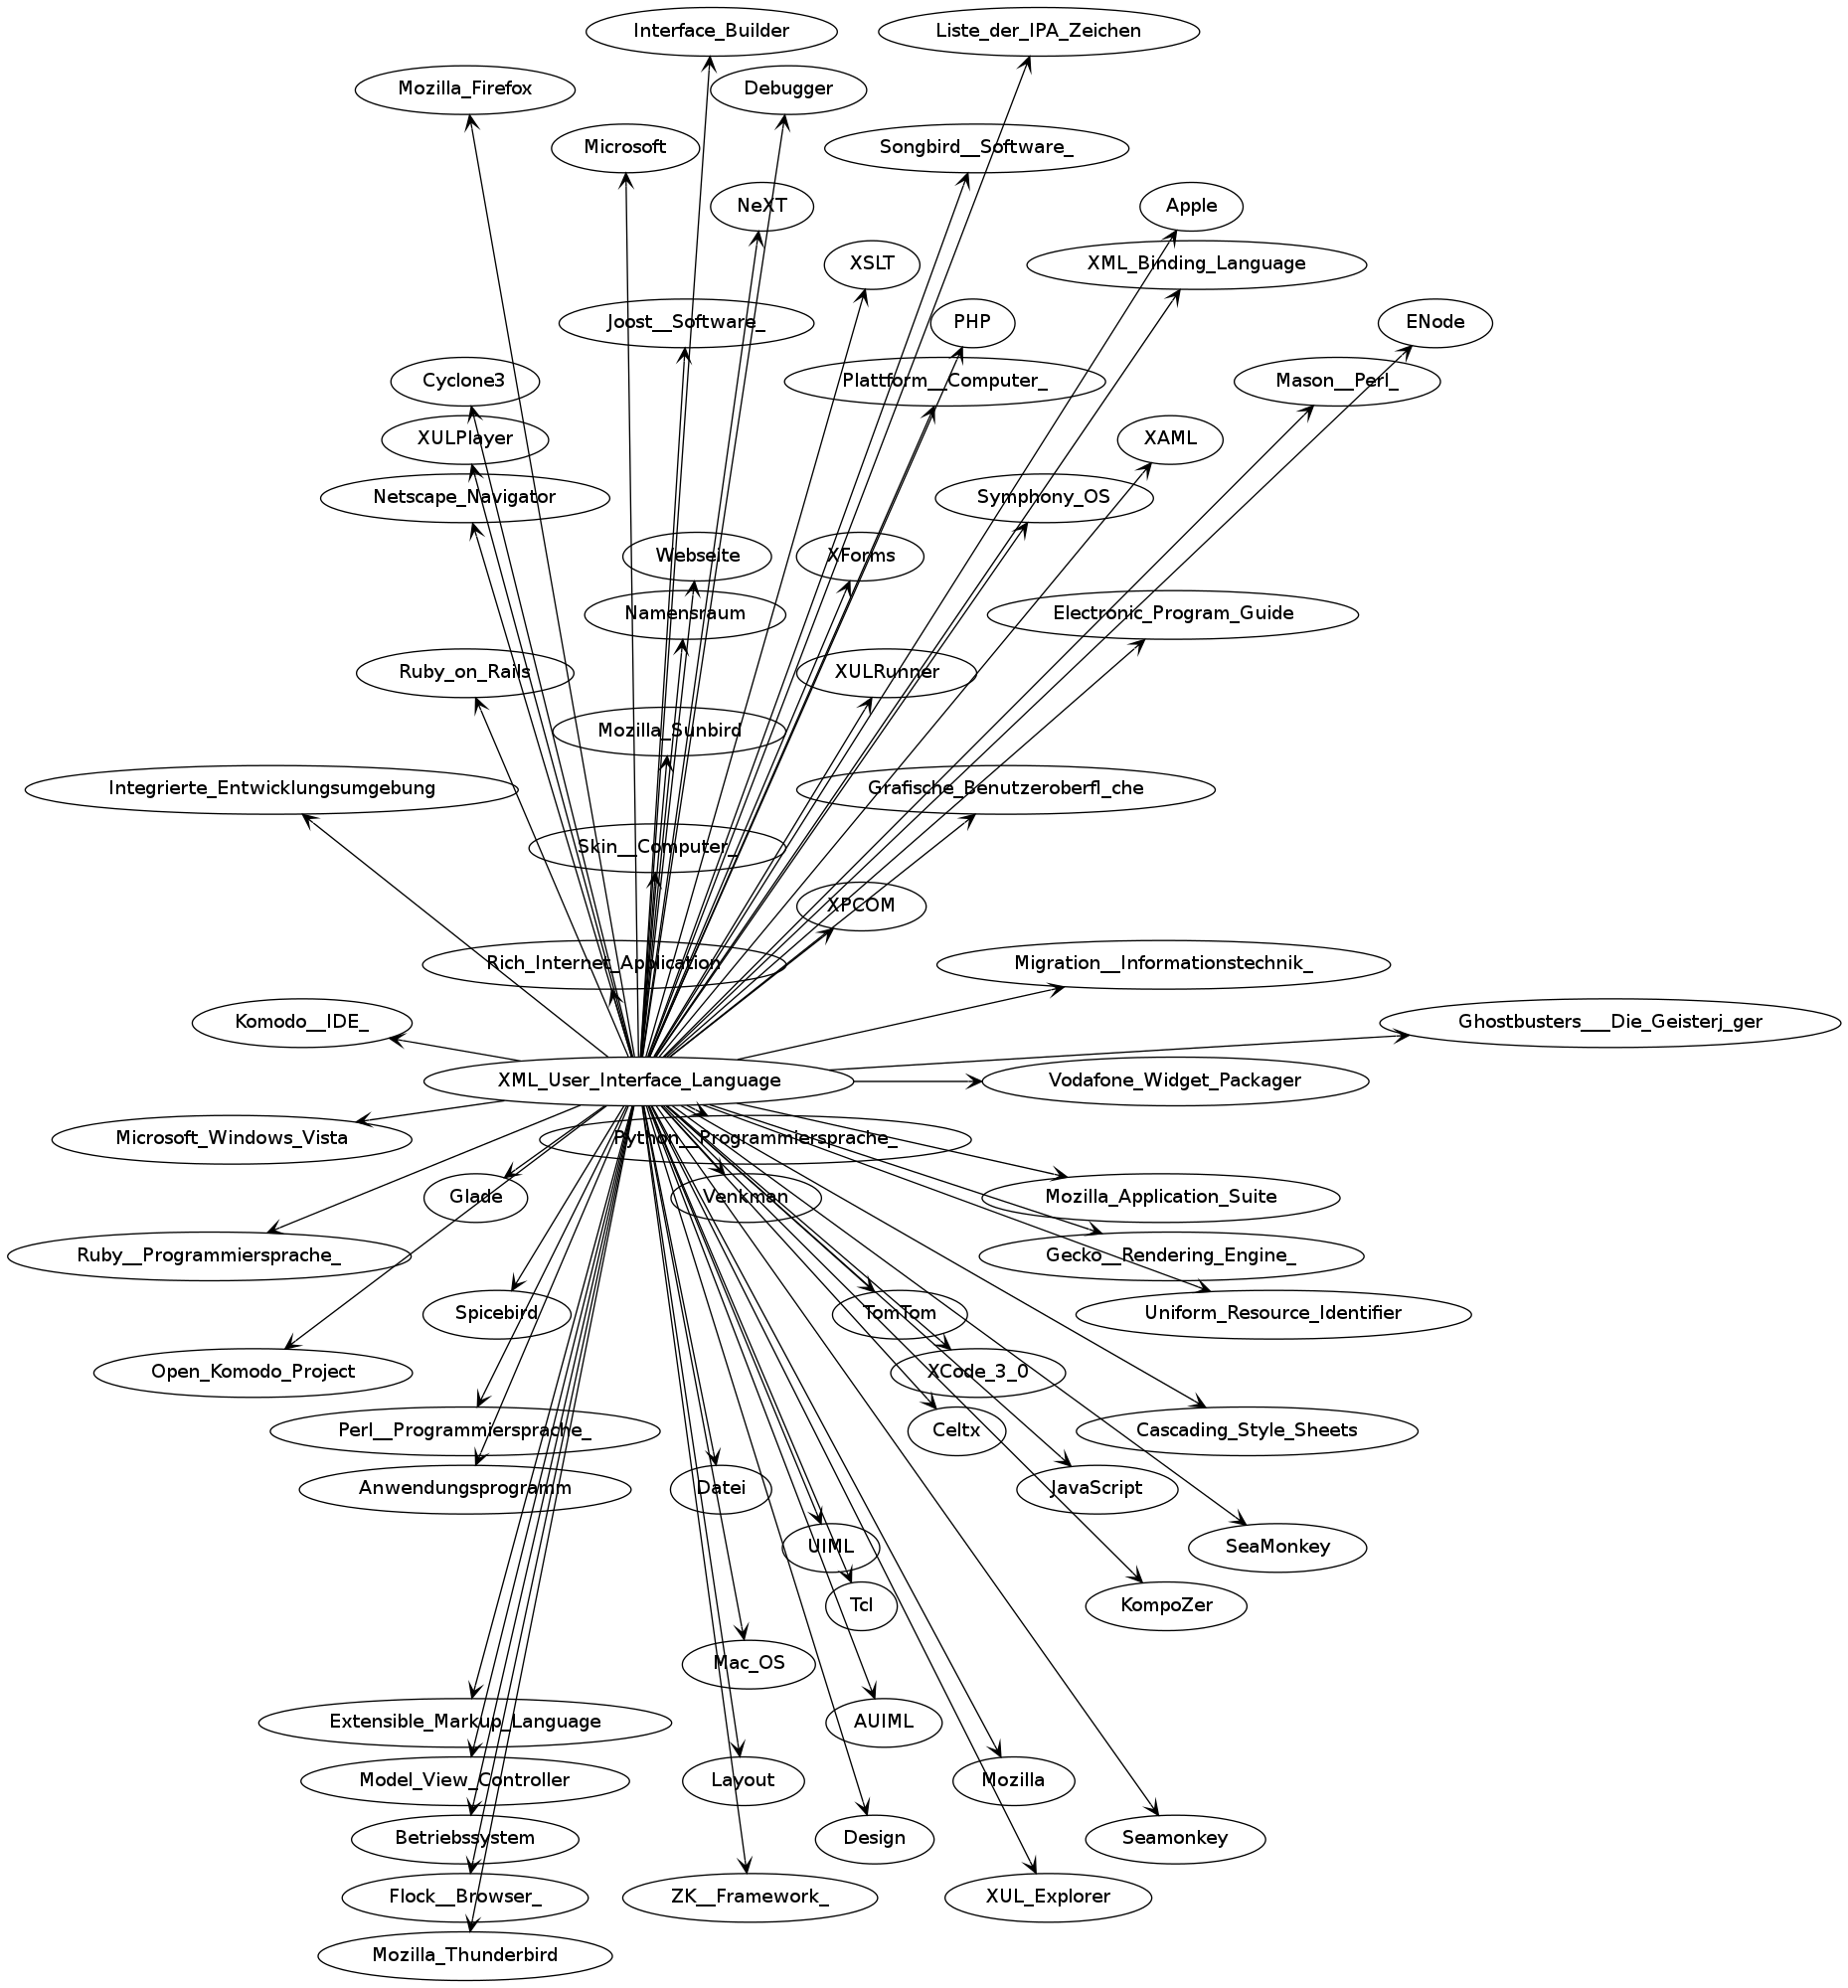 Interface_Builder
Liste_der_IPA_Zeichen
Mozilla_Firefox
Debugger
Microsoft
Songbird__Software_
NeXT
Apple
XSLT
XML_Binding_Language
Joost__Software_
PHP
ENode
Cyclone3
Plattform__Computer_
Mason__Perl_
XULPlayer
XAML
Netscape_Navigator
Symphony_OS
Webseite
XForms
Namensraum
Electronic_Program_Guide
Ruby_on_Rails
XULRunner
Mozilla_Sunbird
Integrierte_Entwicklungsumgebung
Grafische_Benutzeroberfl_che
Skin__Computer_
XPCOM
Rich_Internet_Application
Migration__Informationstechnik_
Komodo__IDE_
Ghostbusters___Die_Geisterj_ger
XML_User_Interface_Language
Vodafone_Widget_Packager
Microsoft_Windows_Vista
Python__Programmiersprache_
Glade
Venkman
Mozilla_Application_Suite
Ruby__Programmiersprache_
Gecko__Rendering_Engine_
Spicebird
TomTom
Uniform_Resource_Identifier
Open_Komodo_Project
XCode_3_0
Perl__Programmiersprache_
Celtx
Cascading_Style_Sheets
Anwendungsprogramm
Datei
JavaScript
UIML
SeaMonkey
Tcl
KompoZer
Mac_OS
Extensible_Markup_Language
AUIML
Model_View_Controller
Layout
Mozilla
Betriebssystem
Design
Seamonkey
Flock__Browser_
ZK__Framework_
XUL_Explorer
Mozilla_Thunderbird